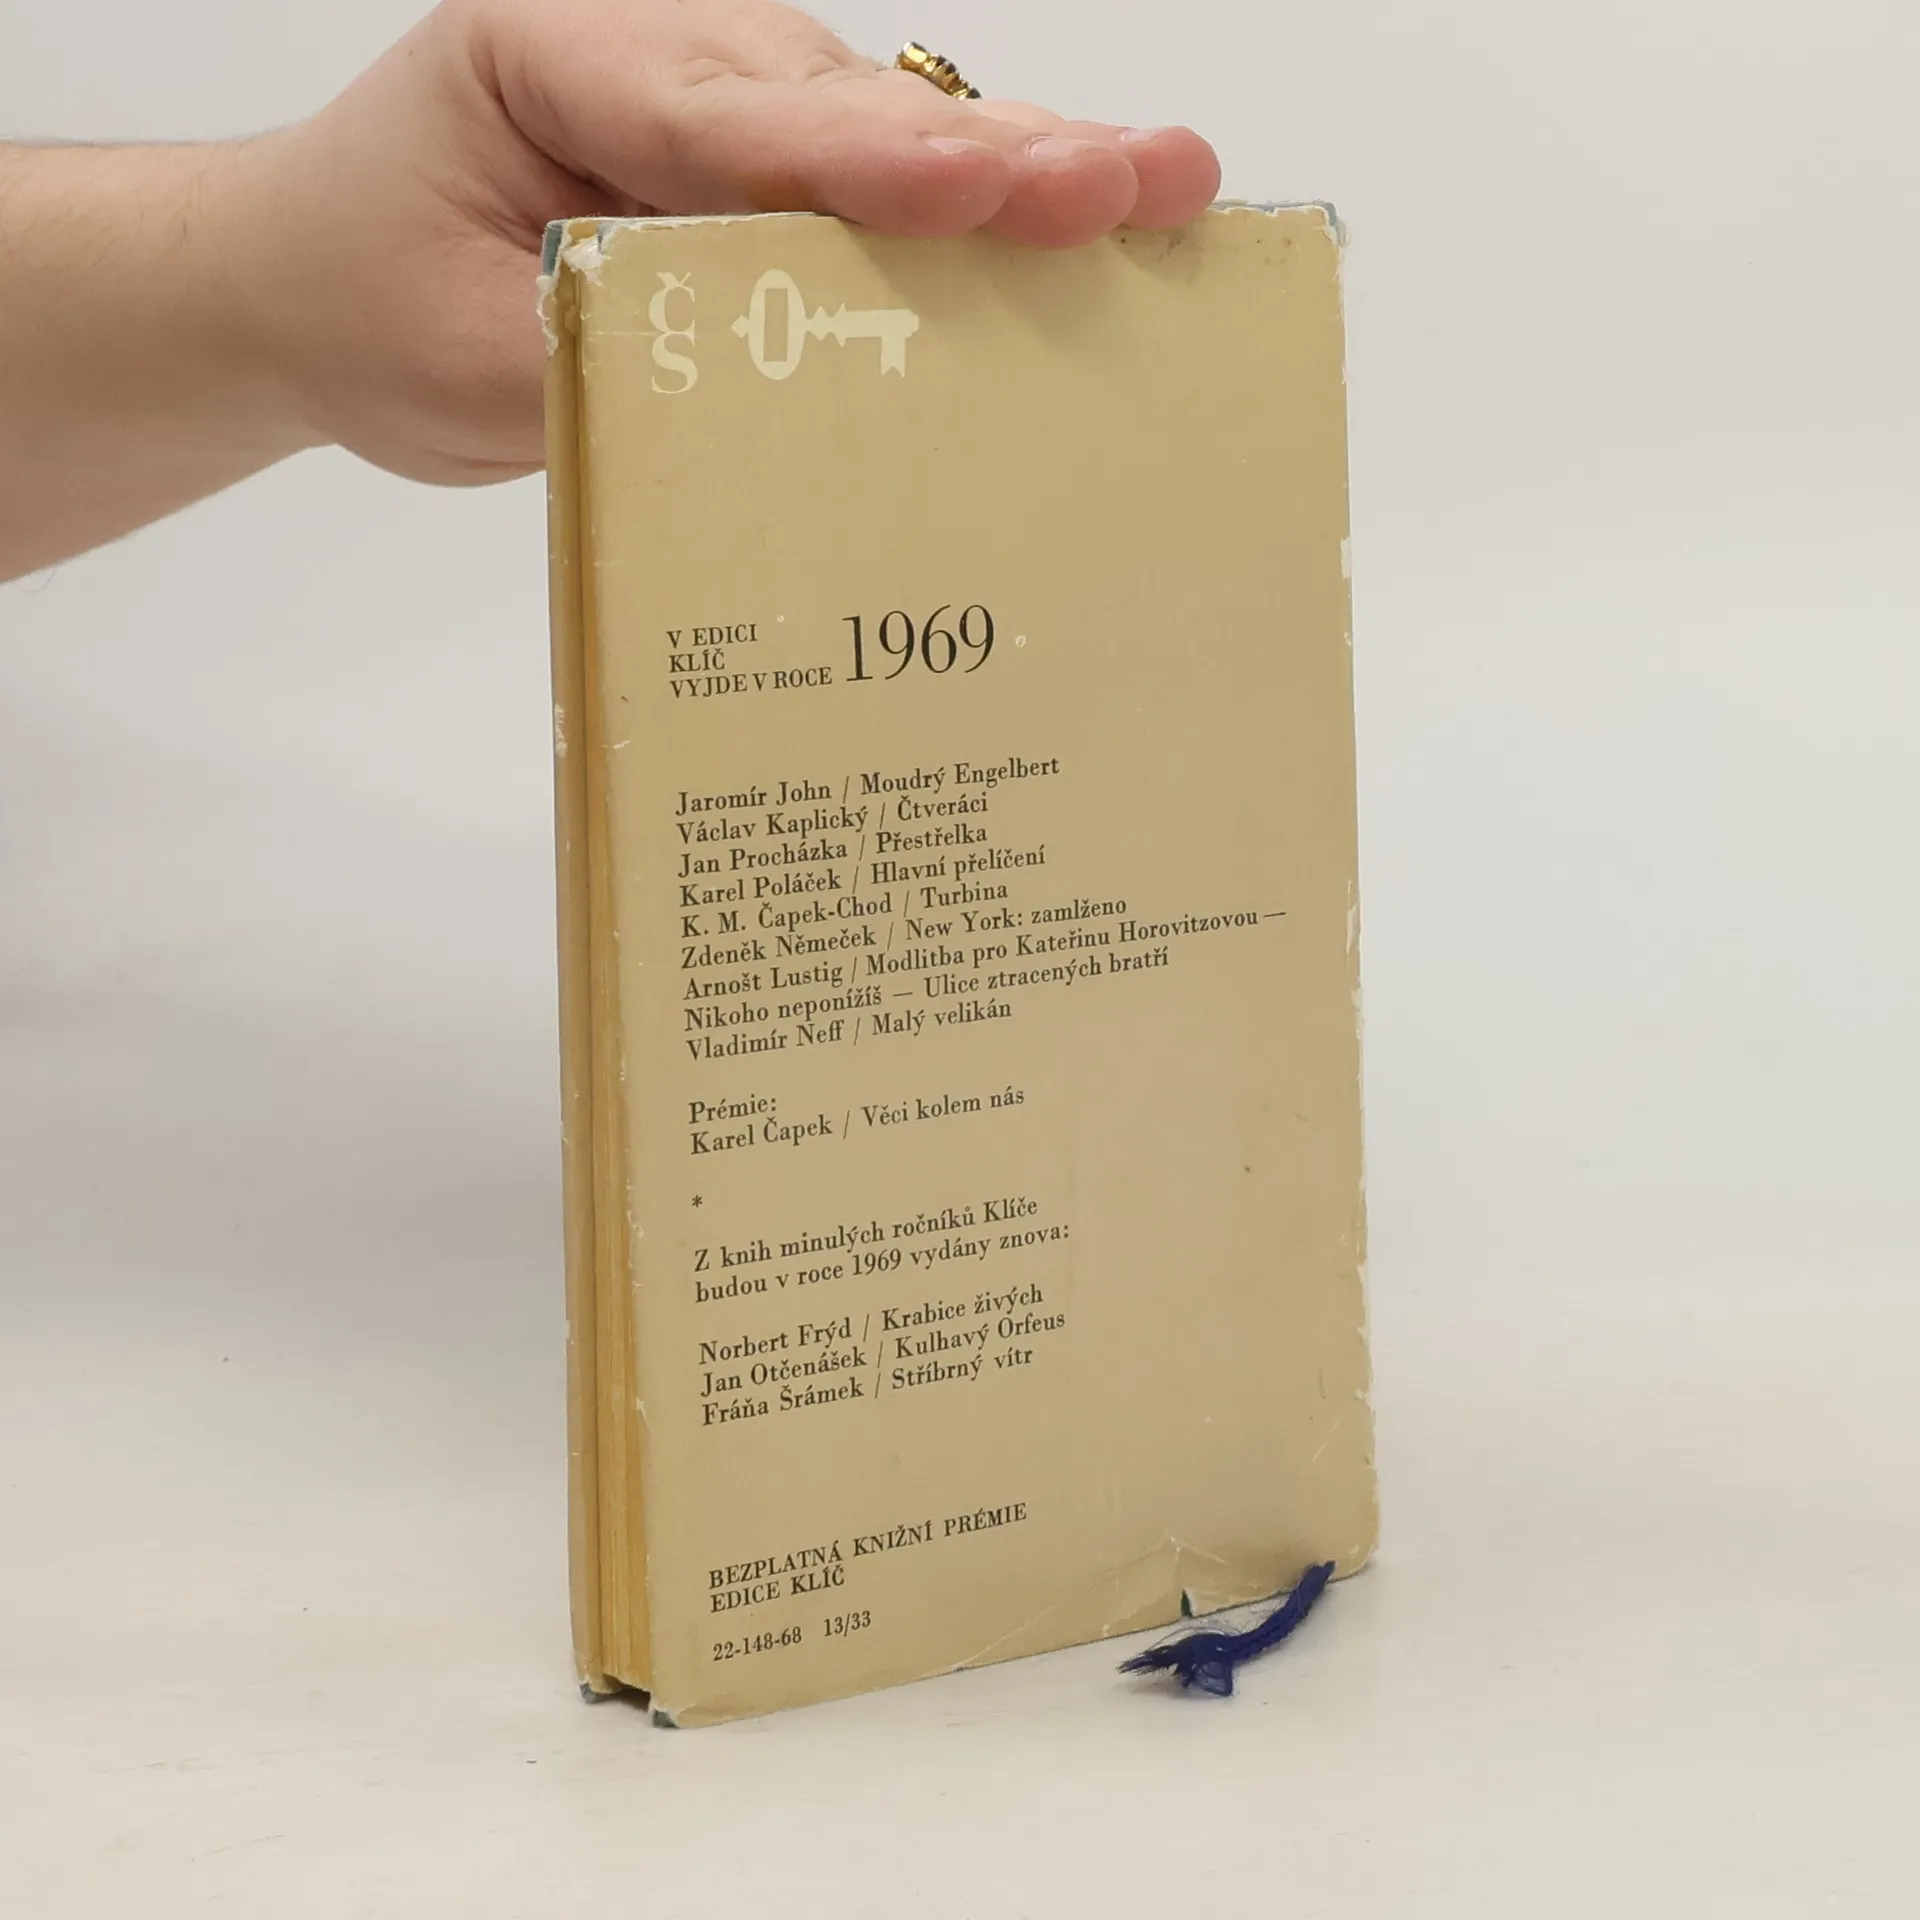 Č
S
V EDICI
KLÍČ
VYJDE V ROCE 1969
Jaromír John / Moudrý Engelbert
Václav Kaplický / Čtveráci
Jan Procházka / Přestřelka
Karel Poláček / Hlavní přelíčení
K. M. Čapek-Chod / Turbina
Zdeněk Němeček / New York: zamlženo
Arnošt Lustig / Modlitba pro Kateřinu Horovitzovou —
Nikoho neponížíš — Ulice ztracených bratří
Vladimír Neff / Malý velikán
Prémie:
Karel Čapek / Věci kolem nás
*
Z knih minulých ročníků Klíče
budou v roce 1969 vydány znova:
Norbert Frýd / Krabice živých
Jan Otčenášek / Kulhavý Orfeus
Fráňa Šrámek / Stříbrný vítr
BEZPLATNÁ KNIŽNÍ PRÉMIE
EDICE KLÍČ
22-148-68 13/33